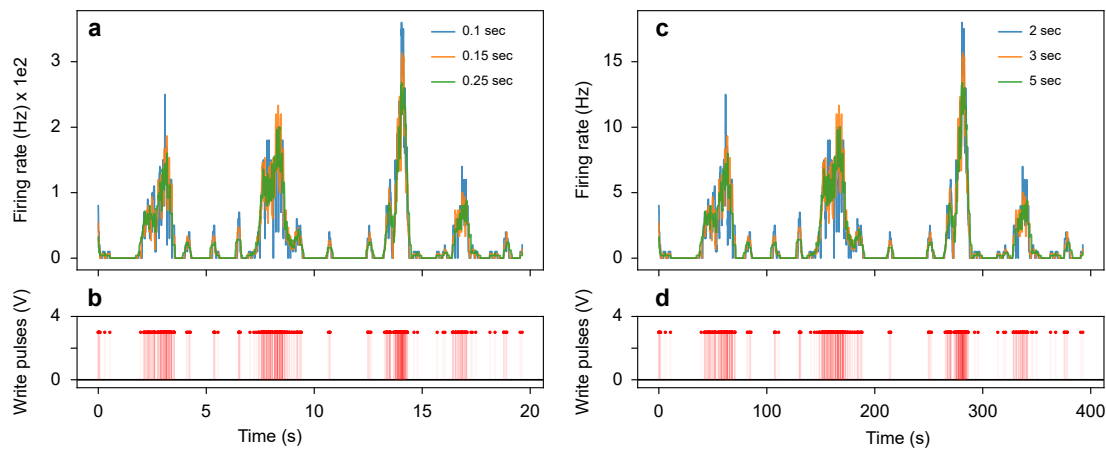 a
0.1 sec
0.15 sec
0.25 sec
Firing rate (Hz) x 1e2
3
2
1
0
b
Write pulses (V)
4
0
0
5
10
15
20
Time (s)
c
2 sec
3 sec
5 sec
Firing rate (Hz)
15
10
5
0
d
Write pulses (V)
4
0
0
100
200
300
400
Time (s)